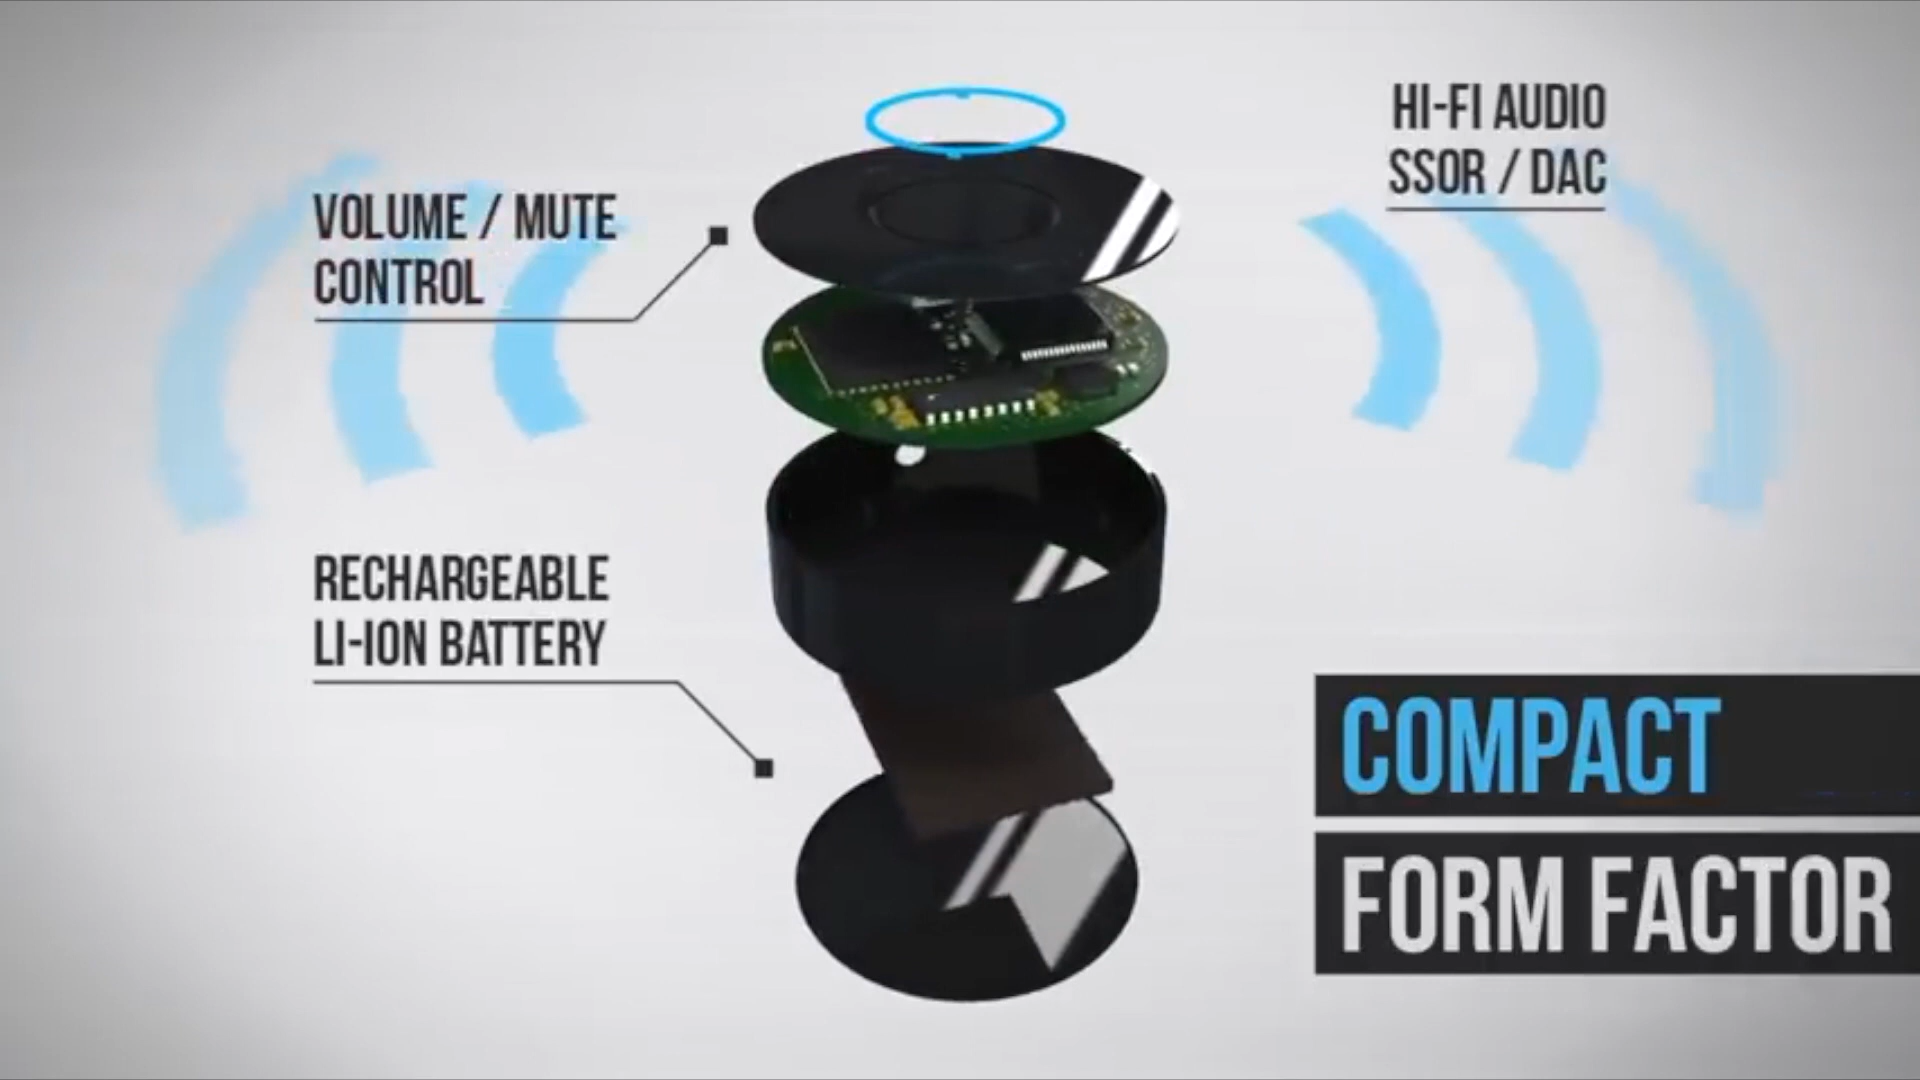 VOLUME / MUTE
CONTROL
HI-FI AUDIO
SSOR / DAC
RECHARGEABLE
LI-ION BATTERY
COMPACT
FORM FACTOR